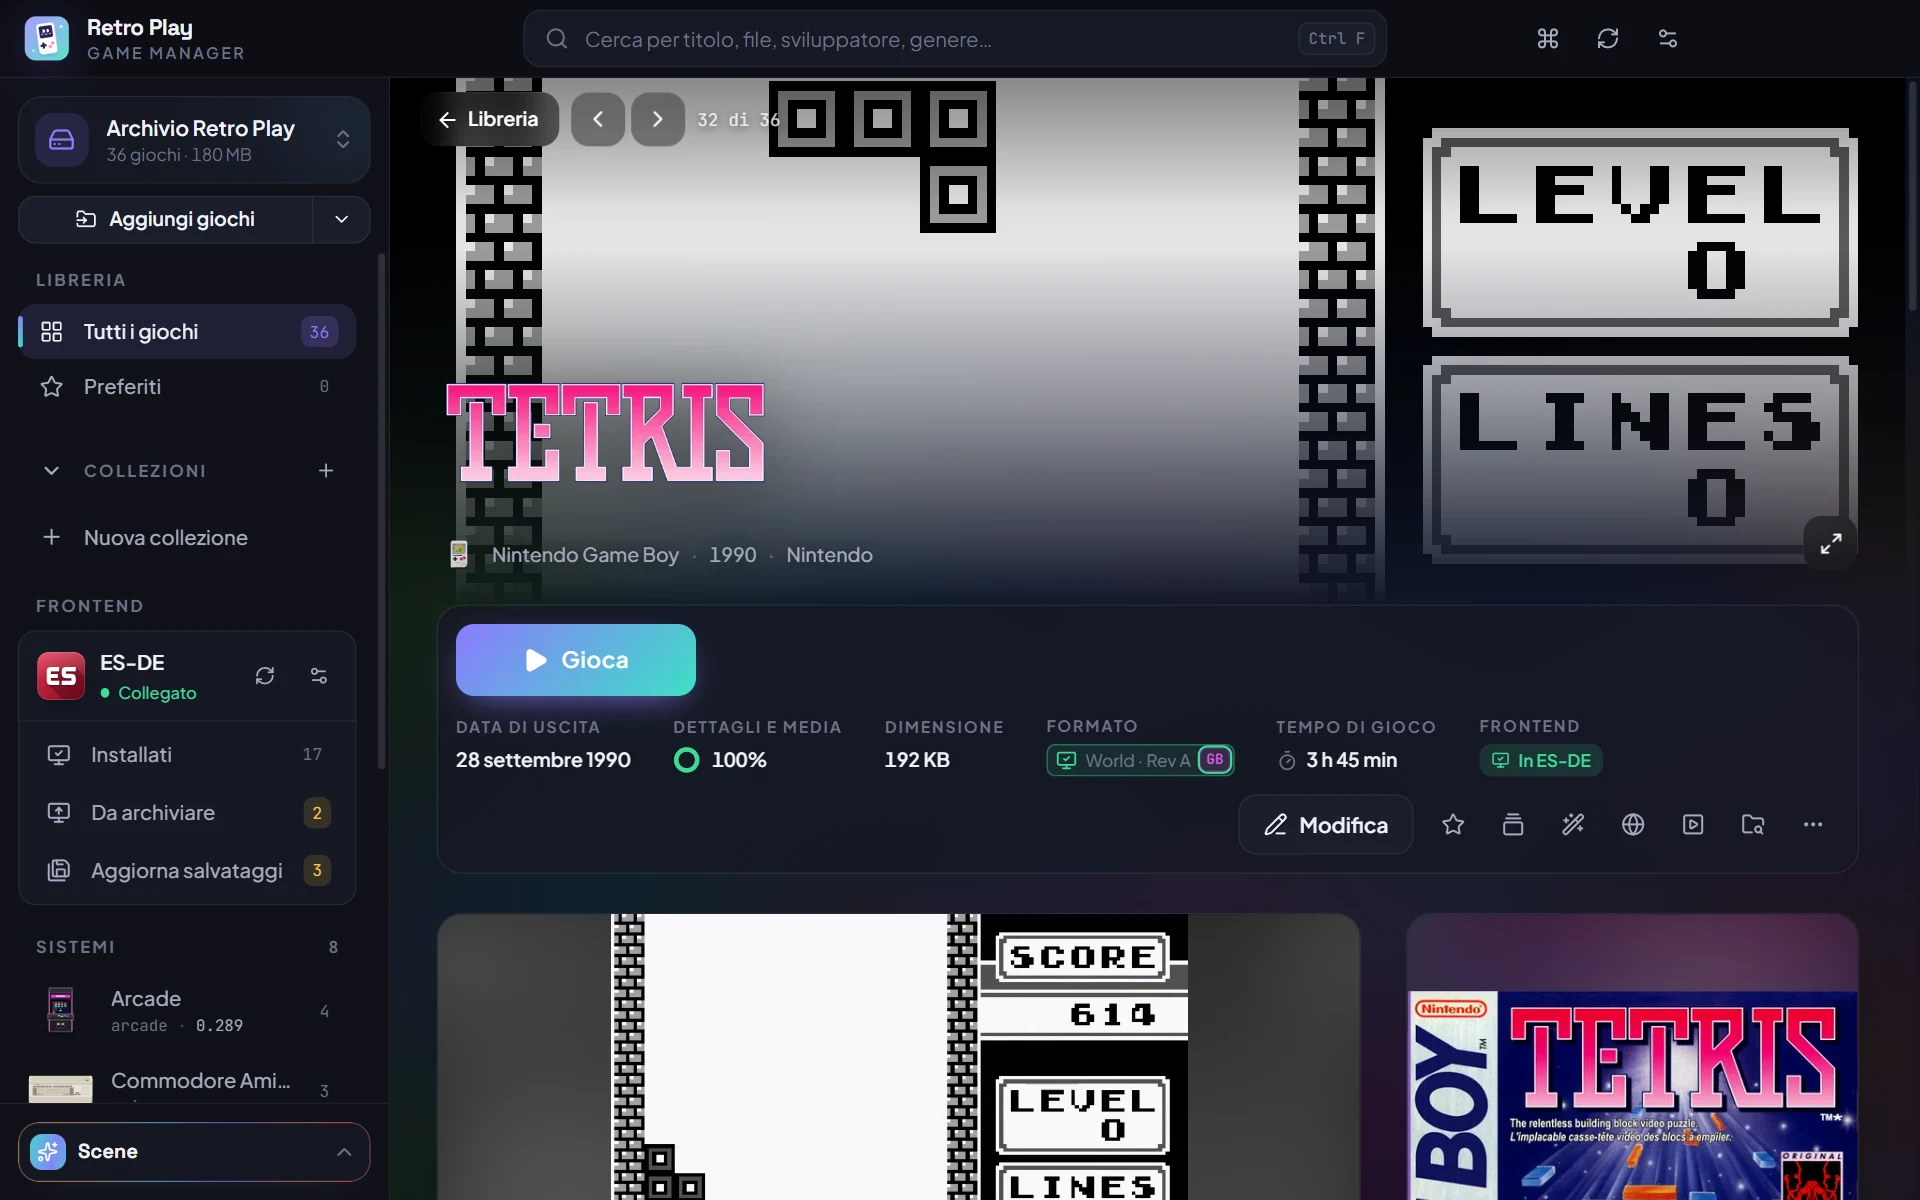 Retro Play
GAME MANAGER
Cerca per titolo, file, sviluppatore, genere...
Ctrl F
Archivio Retro Play
36 giochi · 180 MB
Aggiungi giochi
LIBRERIA
Tutti i giochi
36
Preferiti
0
COLLEZIONI
Nuova collezione
FRONTEND
ES
ES-DE
Collegato
Installati
17
Da archiviare
2
Aggiorna salvataggi
3
SISTEMI
8
Arcade
arcade · 0.289
4
Commodore Ami...
3
Scene
Libreria
32 di 36
LEVEL
0
LINES
0
TETRIS
Nintendo Game Boy · 1990 · Nintendo
Gioca
DATA DI USCITA
28 settembre 1990
DETTAGLI E MEDIA
100%
DIMENSIONE
192 KB
FORMATO
World · Rev A
GB
TEMPO DI GIOCO
3 h 45 min
FRONTEND
In ES-DE
Modifica
SCORE
614
LEVEL
0
LINES
Nintendo
BOY
TM
TETRIS
TM*
The relentless building block video puzzle.
L'implacable casse-tête vidéo des blocs à empiler.
ORIGINAL